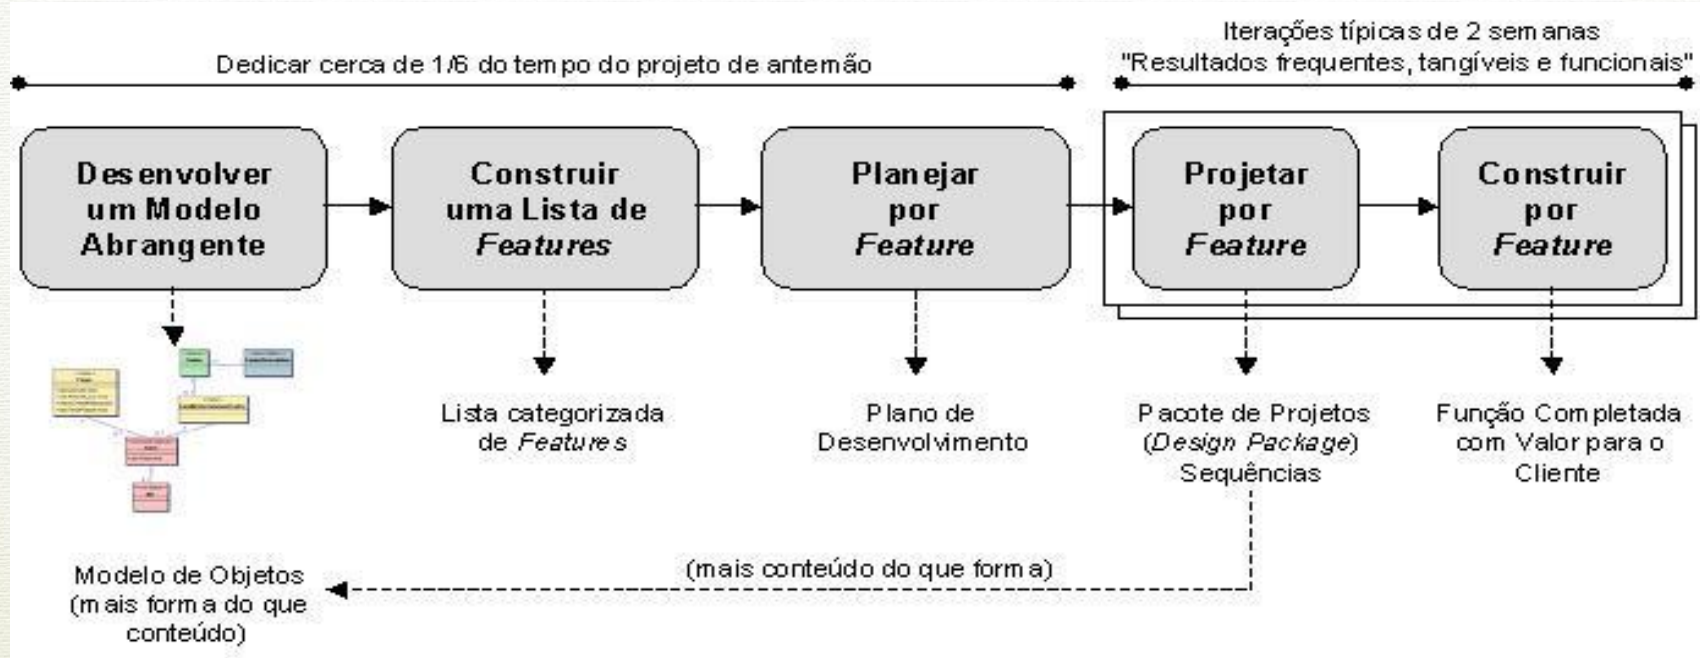 Dedicar cerca de 1/6 do tempo do projeto de antemão
Iterações típicas de 2 semanas
"Resultados frequentes, tangíveis e funcionais"
Desenvolver
um Modelo
Abrangente
Construir
uma Lista de
Features
Planejar
por
Feature
Projetar
por
Feature
Construir
por
Feature
Lista categorizada
de Features
Plano de
Desenvolvimento
Pacote de Projetos
(Design Package)
Sequências
Função Completada
com Valor para o
Cliente
Modelo de Objetos
(mais forma do que
conteúdo)
(mais conteúdo do que forma)